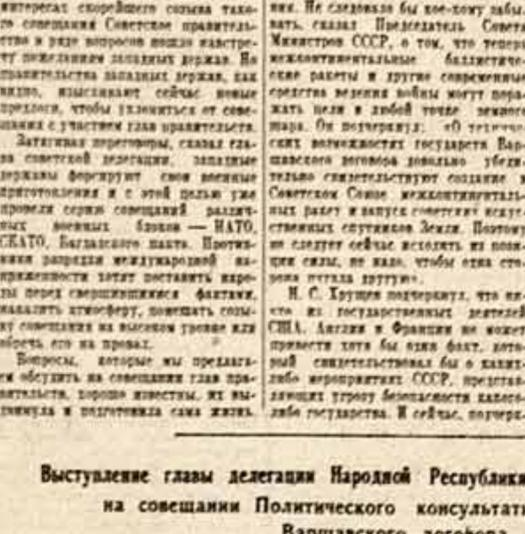 интересах скорейшего созыва тако-
го совещания Советское правитель-
ство в ряде вопросов пошло навстре-
чу пожеланиям западных держав. Но
правительства западных держав, как
видно, изыскивают сейчас новые
предлоги, чтобы уклониться от сове-
щания с участием глав правительств.
Затягивая переговоры, сказал гла-
ва советской делегации, западные
державы форсируют свои военные
приготовления и с этой целью уже
провели серию совещаний различ-
ных военных блоков — НАТО,
СЕАТО, Багдадского пакта. Против-
ники разрядки международной на-
пряженности хотят поставить наро-
ды перед свершившимися фактами,
накалить атмосферу, помешать созы-
ву совещания на высоком уровне или
обречь его на провал.
Вопросы, которые мы предлага-
ем обсудить на совещании глав пра-
вительств, хорошо известны, их вы-
двинула и подготовила сама жизнь.
ния. Не следовало бы кое-кому забы-
вать, сказал Председатель Совета
Министров СССР, о том, что теперь
межконтинентальные баллистиче-
ские ракеты и другие современные
средства ведения войны могут пора-
жать цели в любой точке земного
шара. Он подчеркнул: «О техниче-
ских возможностях государств Вар-
шавского договора довольно убеди-
тельно свидетельствуют создание в
Советском Союзе межконтиненталь-
ных ракет и запуск советских искус-
ственных спутников Земли. Поэтому
не следует сейчас исходить из пози-
ции силы, не надо, чтобы одна сто-
рона пугала другую».
Н. С. Хрущев подчеркнул, что ни-
кто из государственных деятелей
США, Англии и Франции не может
привести хотя бы один факт, кото-
рый свидетельствовал бы о каких-
либо мероприятиях СССР, представ-
ляющих угрозу безопасности какого-
либо государства. И сейчас, подчерк-
Выступление главы делегации Народной Республики
на совещании Политического консультат
Варшавского договора